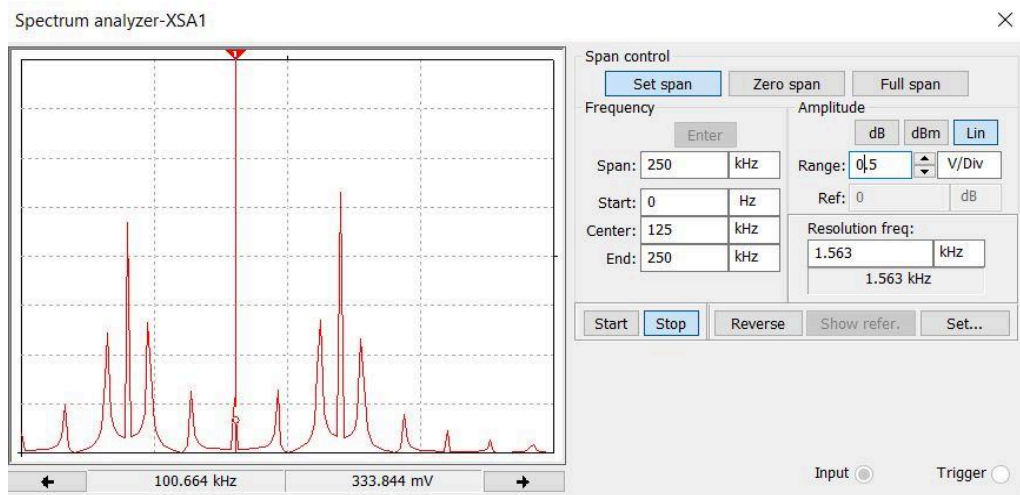 Spectrum analyzer-XSA1
1
Span control
Set span Zero span Full span
Frequency
Enter
Span: 250 kHz
Start: 0 Hz
Center: 125 kHz
End: 250 kHz
Amplitude
dB dBm Lin
Range: 0.5 V/Div
Ref: 0 dB
Resolution freq:
1.563 kHz
1.563 kHz
Start Stop Reverse Show refer. Set...
100.664 kHz 333.844 mV
Input Trigger